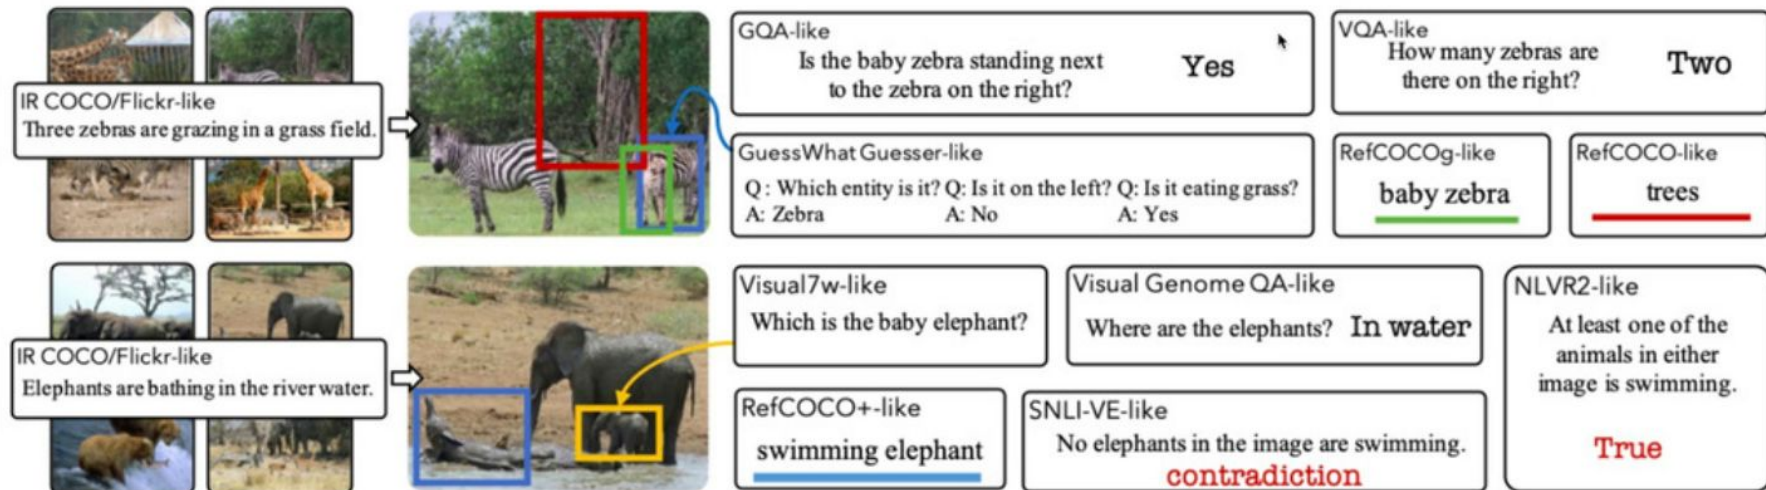 IR COCO/Flickr-like
Three zebras are grazing in a grass field.
GQA-like
Is the baby zebra standing next
to the zebra on the right?
Yes
VQA-like
How many zebras are
there on the right?
Two
GuessWhat Guesser-like
Q : Which entity is it? Q: Is it on the left? Q: Is it eating grass?
A: Zebra A: No A: Yes
RefCOCOg-like
baby zebra
RefCOCO-like
trees
IR COCO/Flickr-like
Elephants are bathing in the river water.
Visual7w-like
Which is the baby elephant?
Visual Genome QA-like
Where are the elephants? In water
RefCOCO+-like
swimming elephant
SNLI-VE-like
No elephants in the image are swimming.
contradiction
NLVR2-like
At least one of the
animals in either
image is swimming.
True